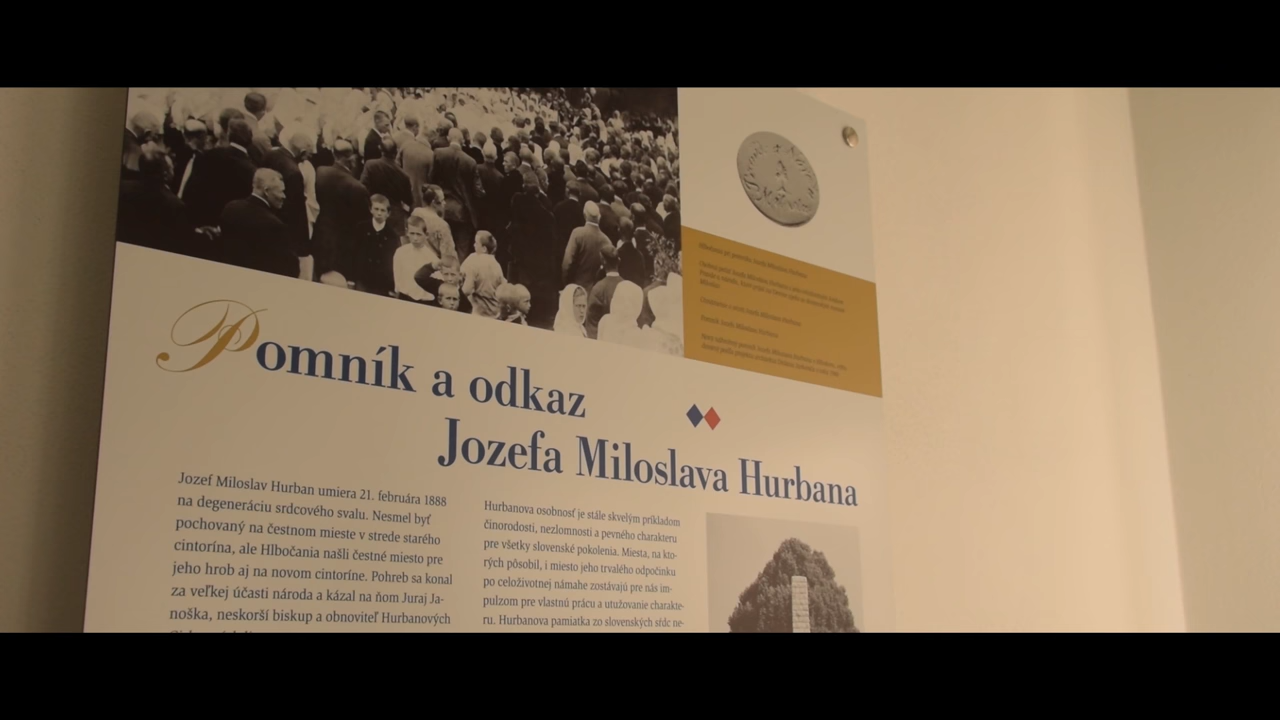 Pomník a odkaz
Jozefa Miloslava Hurbana
Jozef Miloslav Hurban umiera 21. februára 1888
na degeneráciu srdcového svalu. Nesmel byť
pochovaný na čestnom mieste v strede starého
cintorína, ale Hlbočania našli čestné miesto pre
jeho hrob aj na novom cintoríne. Pohreb sa konal
za veľkej účasti národa a kázal na ňom Juraj Ja-
noška, neskorší biskup a obnoviteľ Hurbanových
Hurbanova osobnosť je stále skvelým príkladom
činorodosti, nezlomnosti a pevného charakteru
pre všetky slovenské pokolenia. Miesta, na kto-
rých pôsobil, i miesto jeho trvalého odpočinku
po celoživotnej námahe zostávajú pre nás im-
pulzom pre vlastnú prácu a utužovanie charakte-
ru. Hurbanova pamiatka zo slovenských sŕdc ne-